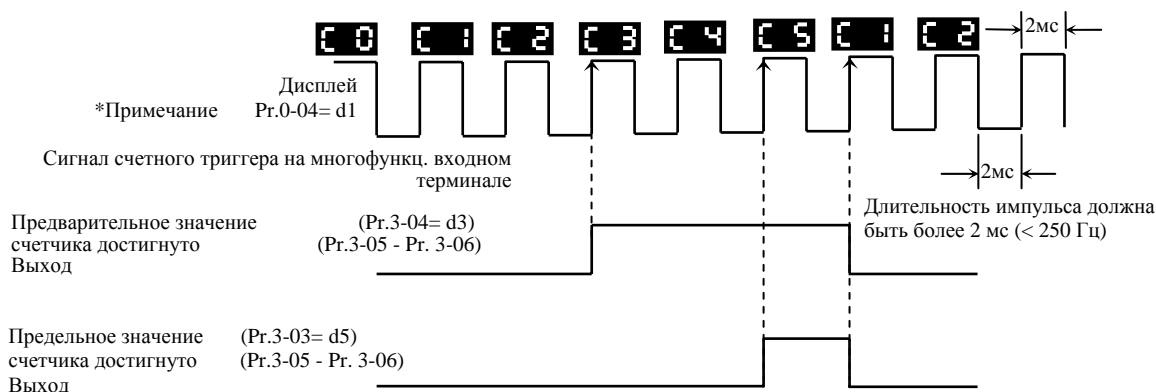 C 0 C 1 C 2 C 3 C 4 C 5 C 1 C 2 2мс
Дисплей
*Примечание Pr.0-04= d1
Сигнал счетного триггера на многофункц. входном
терминале
2мс
Длительность импульса должна
быть более 2 мс (< 250 Гц)
Предварительное значение (Pr.3-04= d3)
счетчика достигнуто (Pr.3-05 - Pr. 3-06)
Выход
Предельное значение (Pr.3-03= d5)
счетчика достигнуто (Pr.3-05 - Pr. 3-06)
Выход